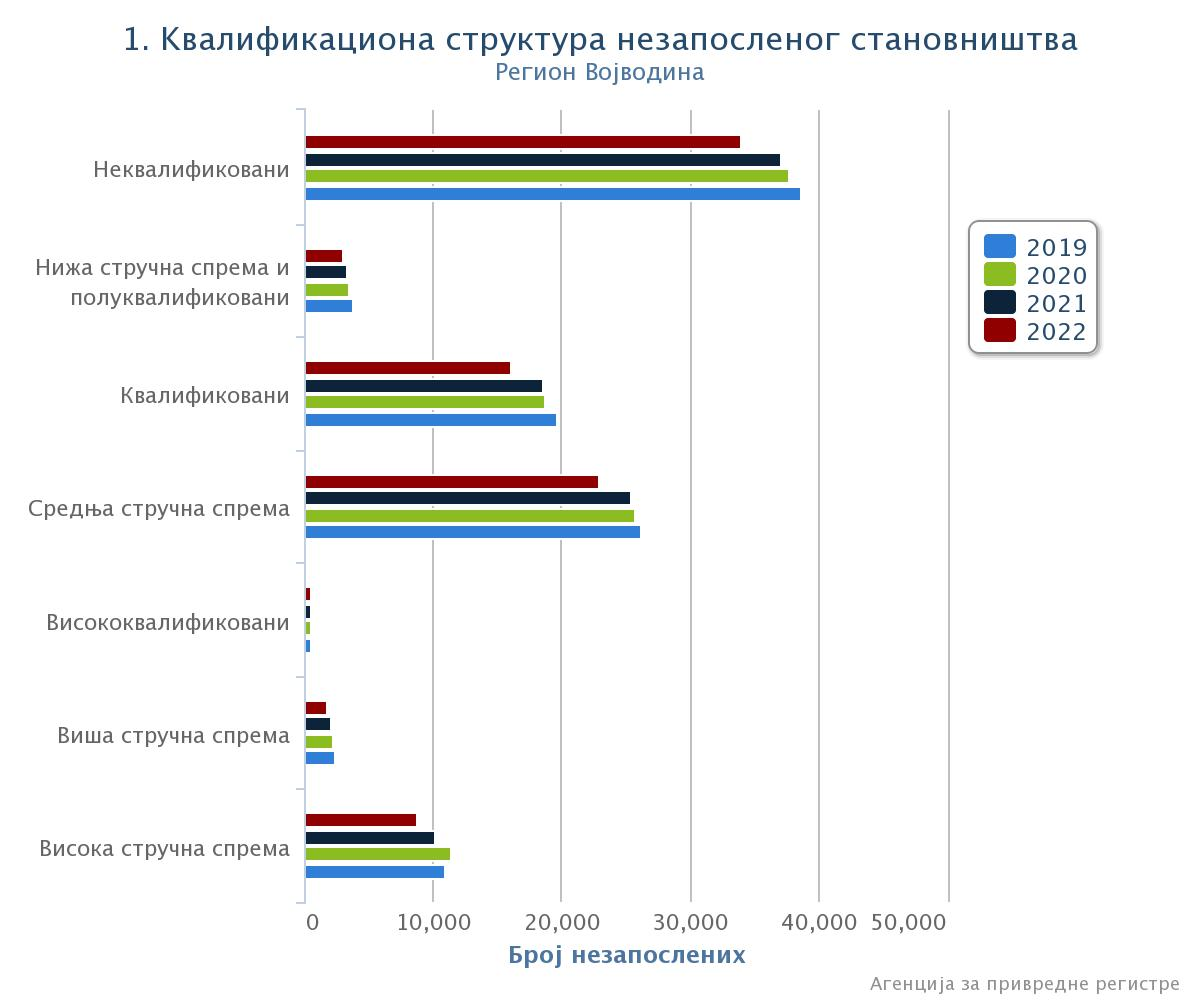 1. Квалификациона структура незапосленог становништва
Регион Војводина
Неквалификовани
Нижа стручна спрема и
полуквалификовани
Квалификовани
Средња стручна спрема
Висококвалификовани
Виша стручна спрема
Висока стручна спрема
2019
2020
2021
2022
0 10,000 20,000 30,000 40,000 50,000
Број незапослених
Агенција за привредне регистре